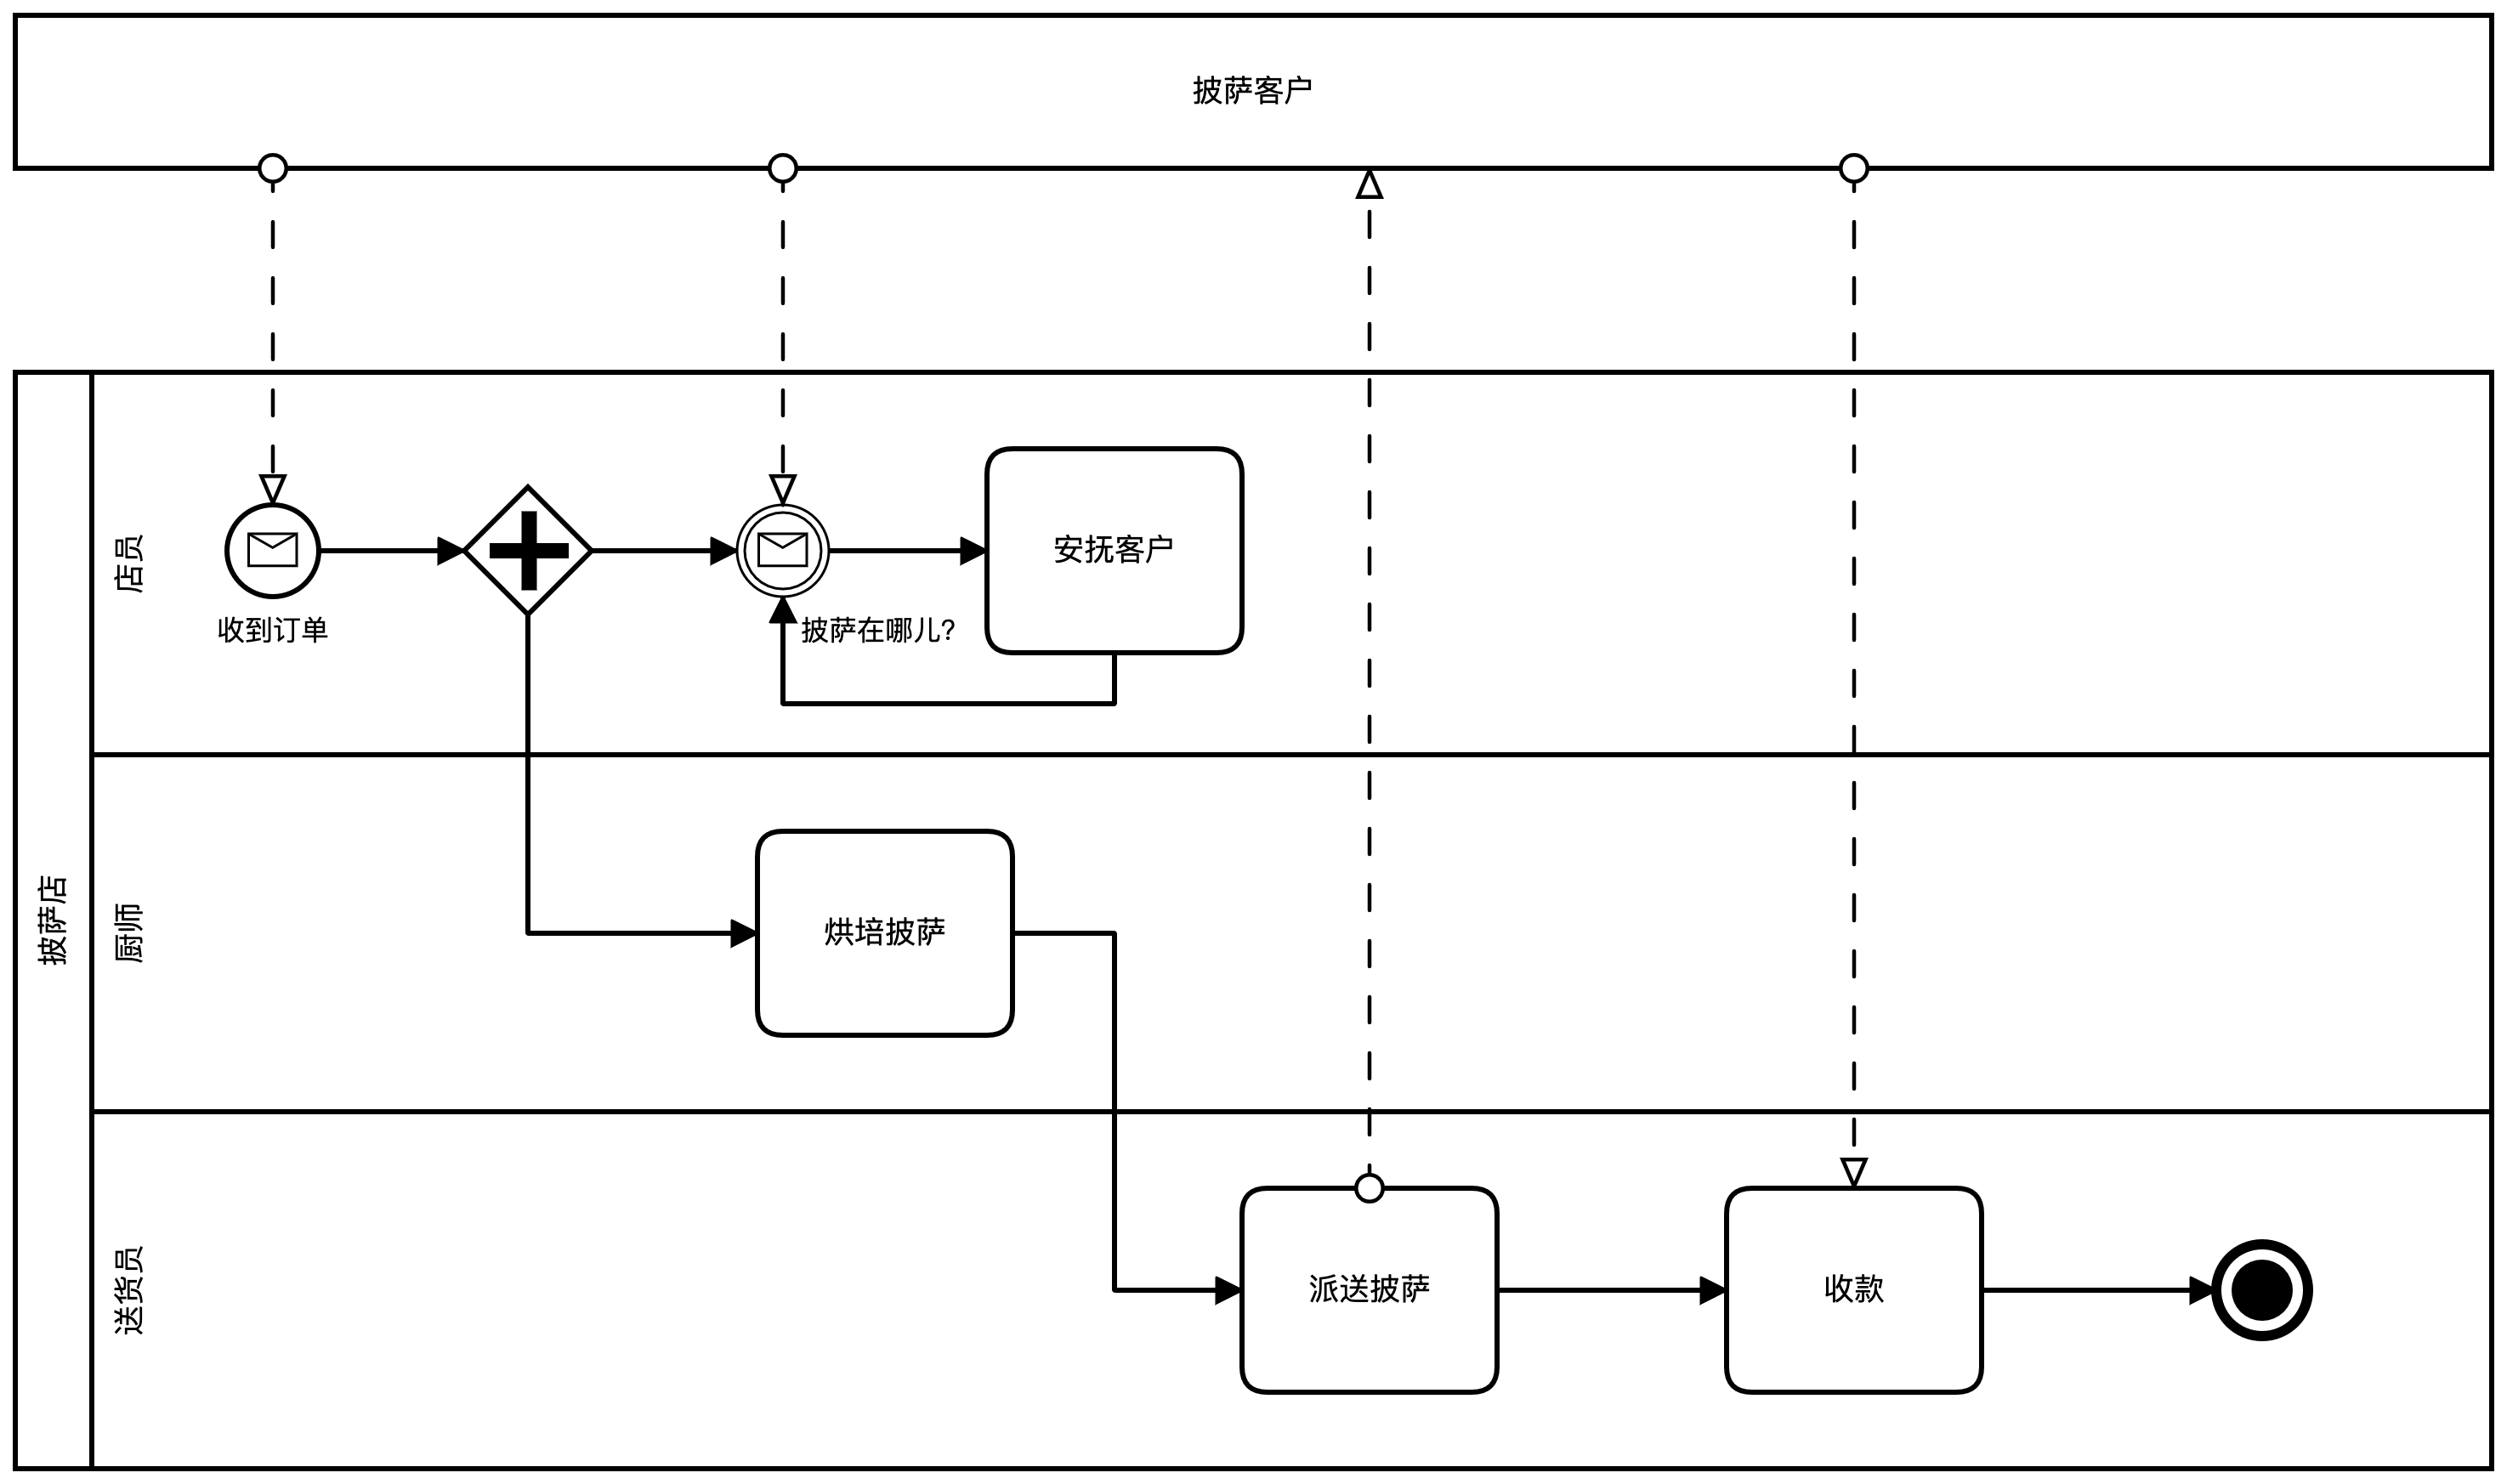 披萨客户
披萨店
店员
收到订单
披萨在哪儿?
安抚客户
厨师
烘培披萨
送货员
派送披萨
收款